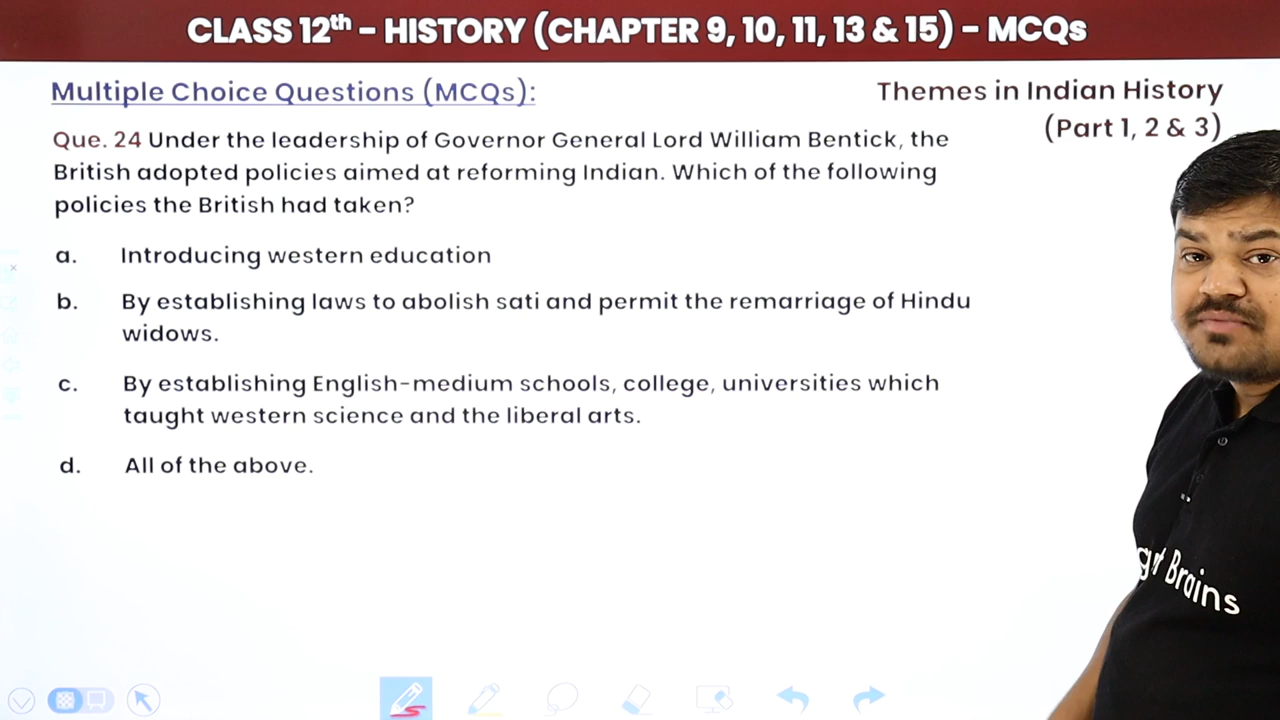 CLASS 12th - HISTORY (CHAPTER 9, 10, 11, 13 & 15) - MCQs
Multiple Choice Questions (MCQs):
Themes in Indian History
(Part 1, 2 & 3)
Que. 24 Under the leadership of Governor General Lord William Bentick, the
British adopted policies aimed at reforming Indian. Which of the following
policies the British had taken?
a. Introducing western education
b. By establishing laws to abolish sati and permit the remarriage of Hindu
widows.
c. By establishing English-medium schools, college, universities which
taught western science and the liberal arts.
d. All of the above.
Brains